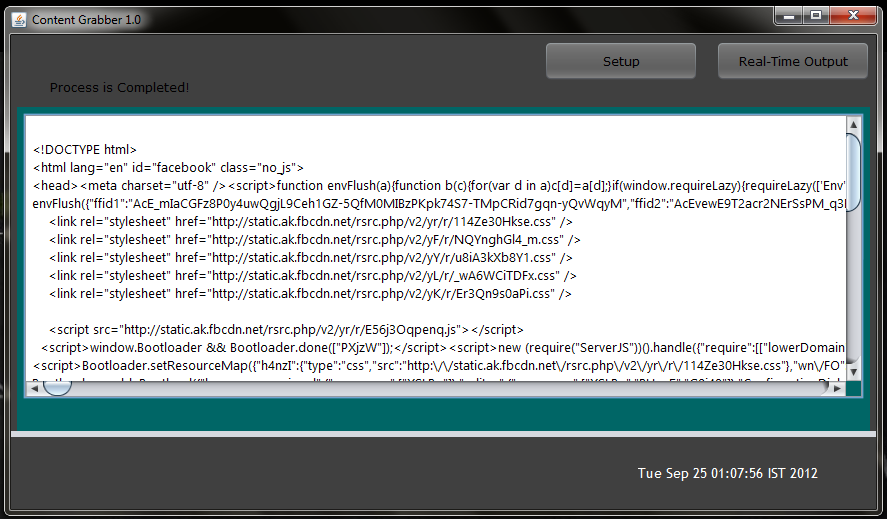 Content Grabber 1.0
Setup
Real-Time Output
Process is Completed!
<!DOCTYPE html>
<html lang="en" id="facebook" class="no_js">
<head><meta charset="utf-8" /><script>function envFlush(a){function b(c){for(var d in a)c[d]=a[d];}if(window.requireLazy){requireLazy(['Env'
envFlush({"ffid1":"AcE_mIaCGFz8P0y4uwQgjL9Ceh1GZ-5QfM0MIBzPKpk74S7-TMpCRid7gqn-yQvWqyM","ffid2":"AcEvewE9T2acr2NErSsPM_q3
<link rel="stylesheet" href="http://static.ak.fbcdn.net/rsrc.php/v2/yr/r/114Ze30Hkse.css" />
<link rel="stylesheet" href="http://static.ak.fbcdn.net/rsrc.php/v2/yF/r/NQYnghGl4_m.css" />
<link rel="stylesheet" href="http://static.ak.fbcdn.net/rsrc.php/v2/yY/r/u8iA3kXb8Y1.css" />
<link rel="stylesheet" href="http://static.ak.fbcdn.net/rsrc.php/v2/yL/r/_wA6WCiTDFx.css" />
<link rel="stylesheet" href="http://static.ak.fbcdn.net/rsrc.php/v2/yK/r/Er3Qn9s0aPi.css" />
<script src="http://static.ak.fbcdn.net/rsrc.php/v2/yr/r/E56j3Oqpenq.js"></script>
<script>window.Bootloader && Bootloader.done(["PXjzW"]);</script><script>new (require("ServerJS"))().handle({"require":[["lowerDomain
<script>Bootloader.setResourceMap({"h4nzI":{"type":"css","src":"http:\/\/static.ak.fbcdn.net\/rsrc.php\/v2\/yr\/r\/114Ze30Hkse.css"},"wn\/FO"
Tue Sep 25 01:07:56 IST 2012